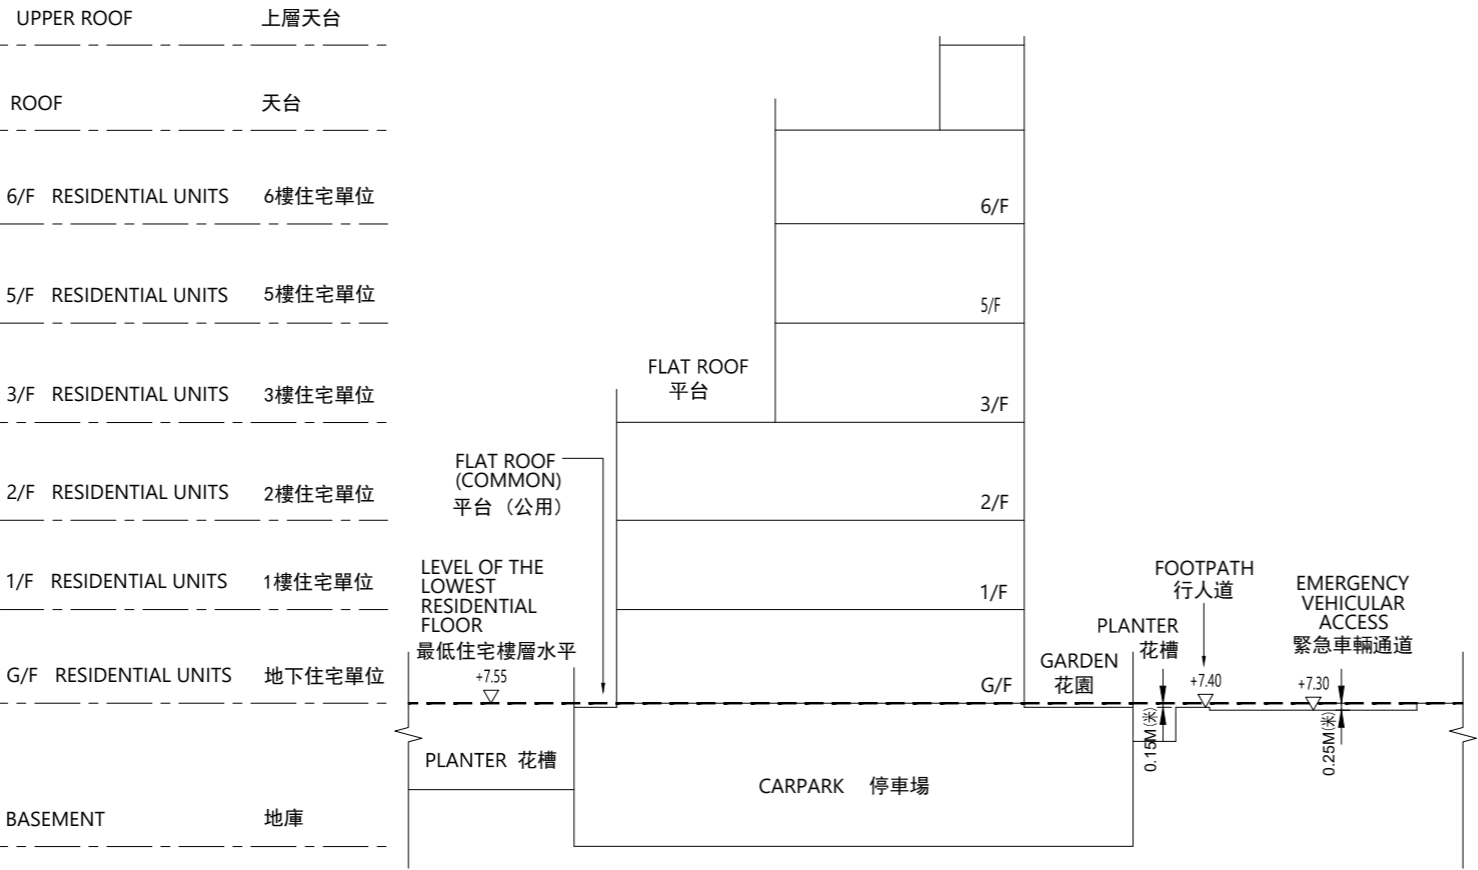 UPPER ROOF 上層天台
ROOF 天台
6/F RESIDENTIAL UNITS 6樓住宅單位
5/F RESIDENTIAL UNITS 5樓住宅單位
3/F RESIDENTIAL UNITS 3樓住宅單位
2/F RESIDENTIAL UNITS 2樓住宅單位
1/F RESIDENTIAL UNITS 1樓住宅單位
G/F RESIDENTIAL UNITS 地下住宅單位
BASEMENT 地庫
6/F
5/F
3/F
2/F
1/F
G/F
FLAT ROOF
平台
FLAT ROOF
(COMMON)
平台（公用）
LEVEL OF THE
LOWEST
RESIDENTIAL
FLOOR
最低住宅樓層水平
+7.55
PLANTER 花槽
CARPARK 停車場
GARDEN
花園
PLANTER
花槽
0.15M(米)
FOOTPATH
行人道
+7.40
EMERGENCY
VEHICULAR
ACCESS
緊急車輛通道
+7.30
0.25M(米)